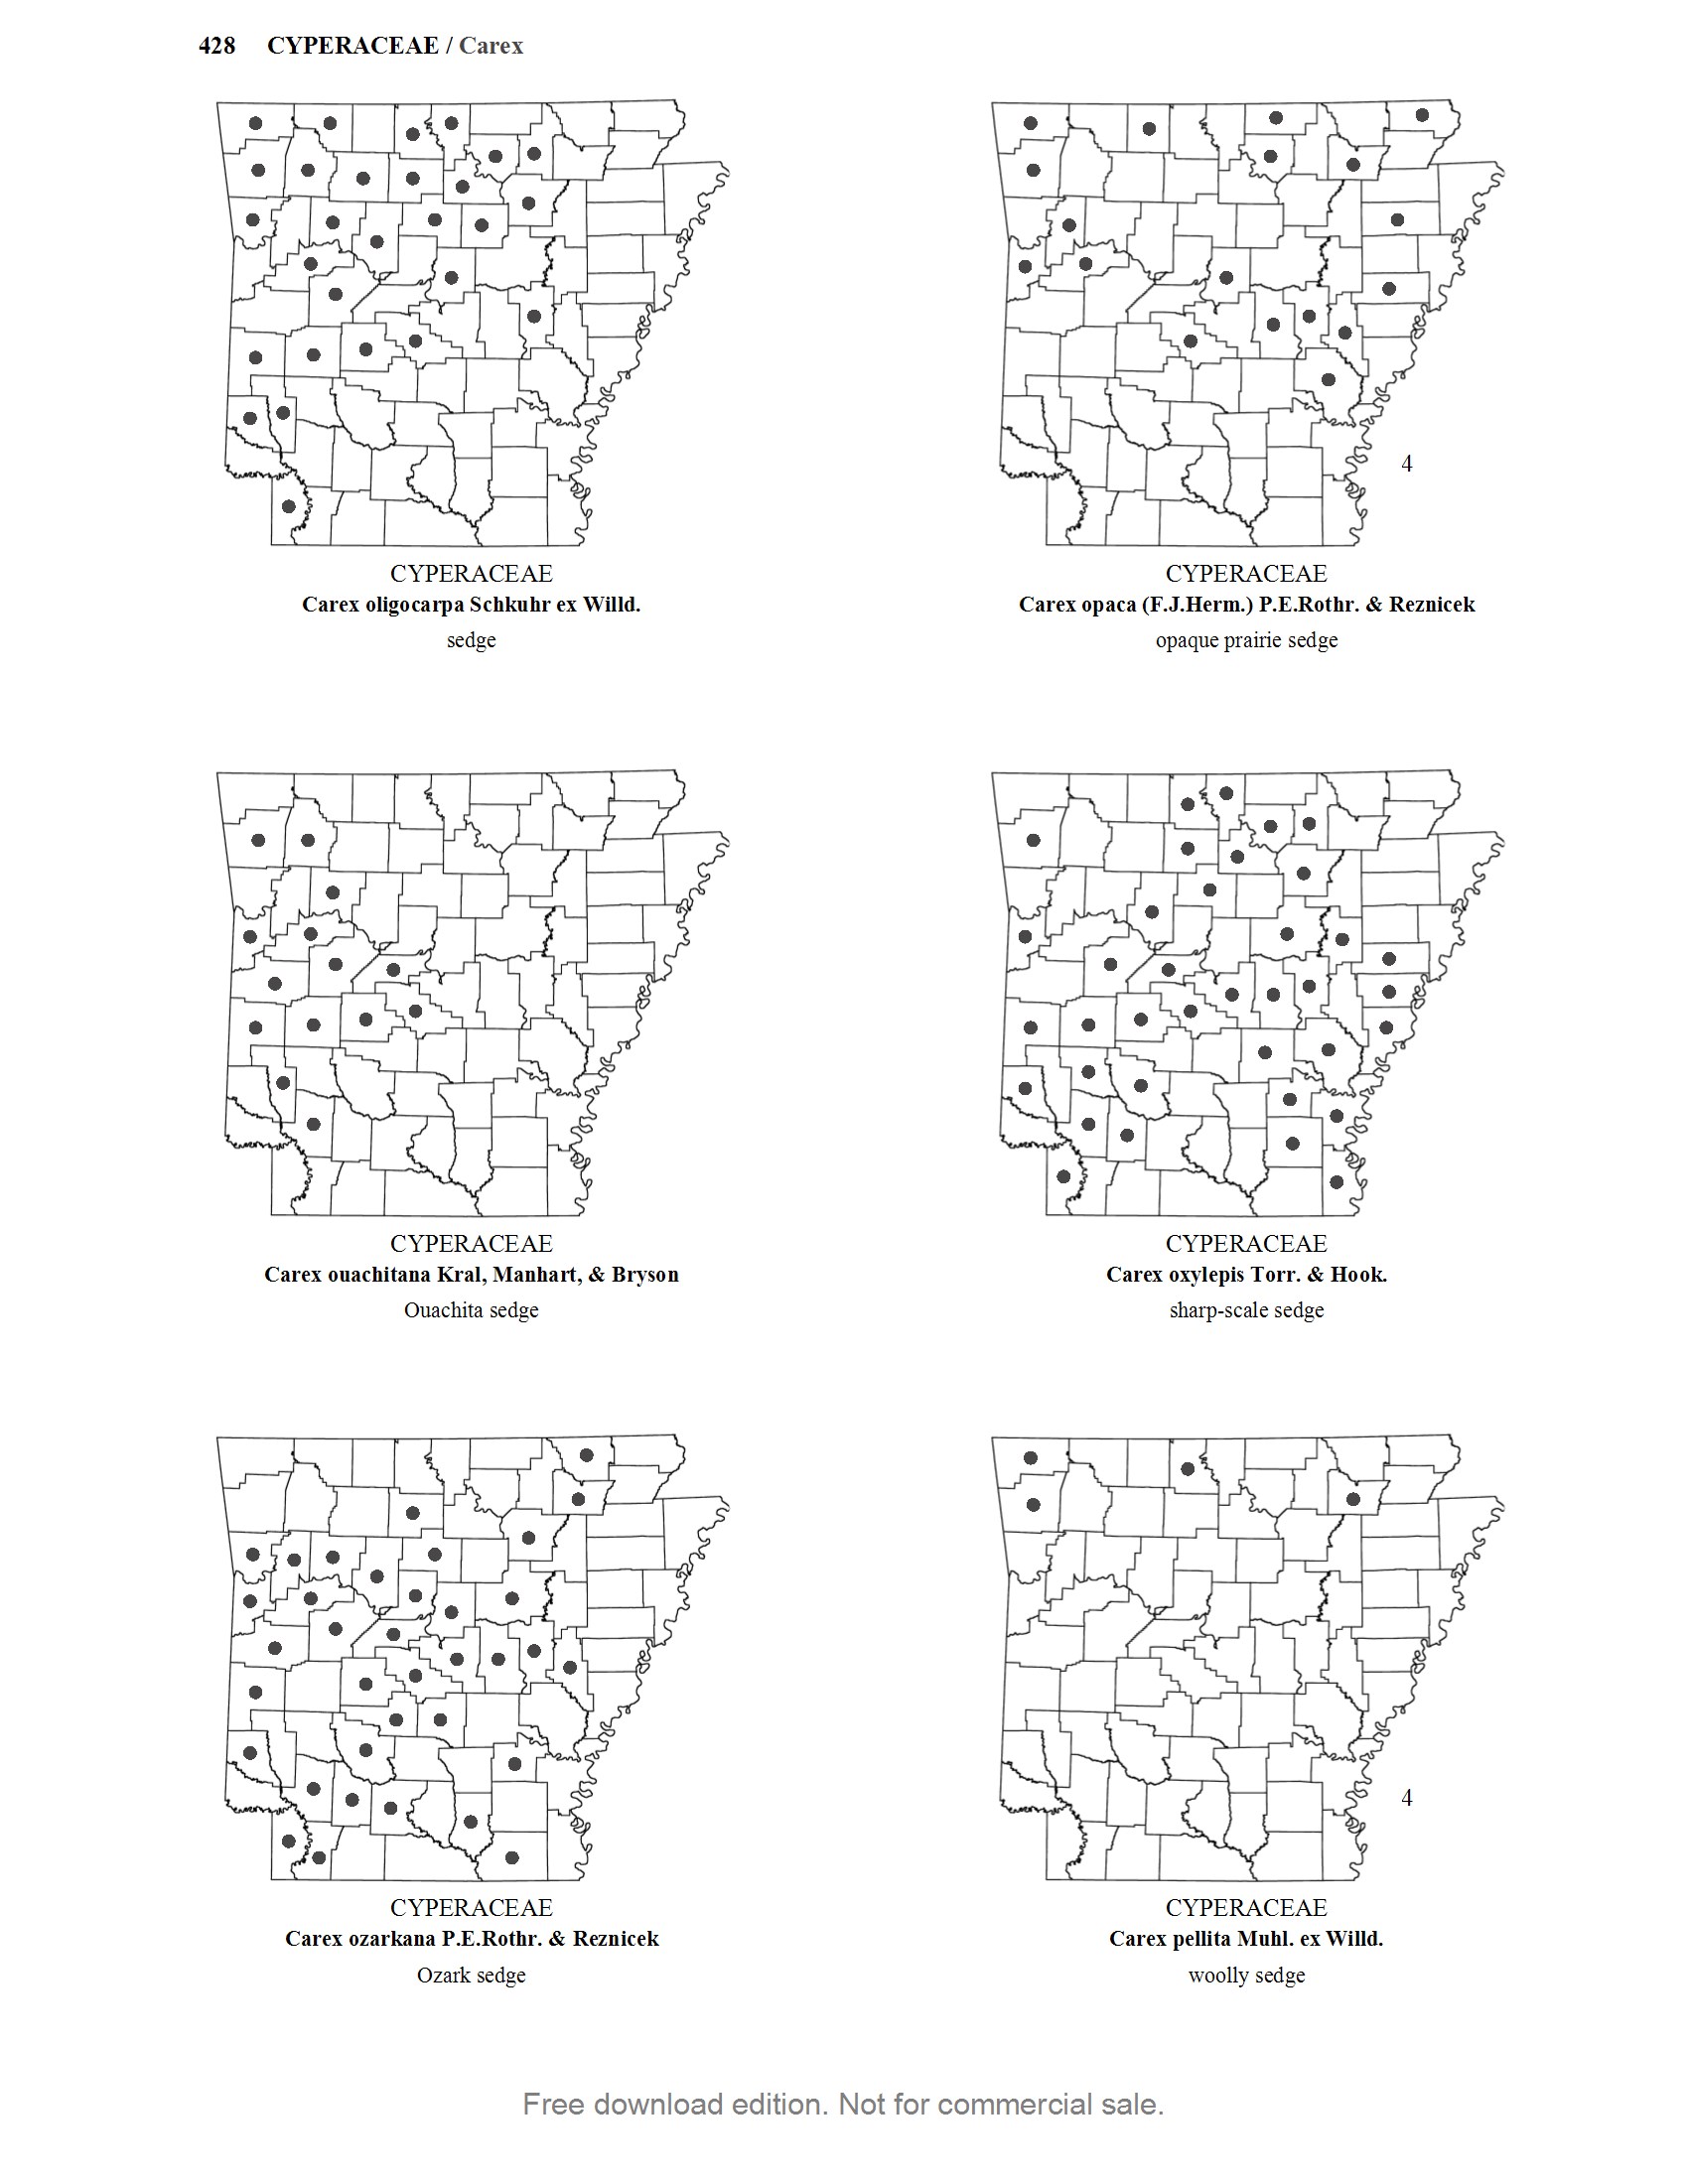 428 CYPERACEAE / Carex
CYPERACEAE
Carex oligocarpa Schkuhr ex Willd.
sedge
4
CYPERACEAE
Carex opaca (F.J.Herm.) P.E.Rothr. & Reznicek
opaque prairie sedge
CYPERACEAE
Carex ouachitana Kral, Manhart, & Bryson
Ouachita sedge
CYPERACEAE
Carex oxylepis Torr. & Hook.
sharp-scale sedge
CYPERACEAE
Carex ozarkana P.E.Rothr. & Reznicek
Ozark sedge
4
CYPERACEAE
Carex pellita Muhl. ex Willd.
woolly sedge
Free download edition. Not for commercial sale.